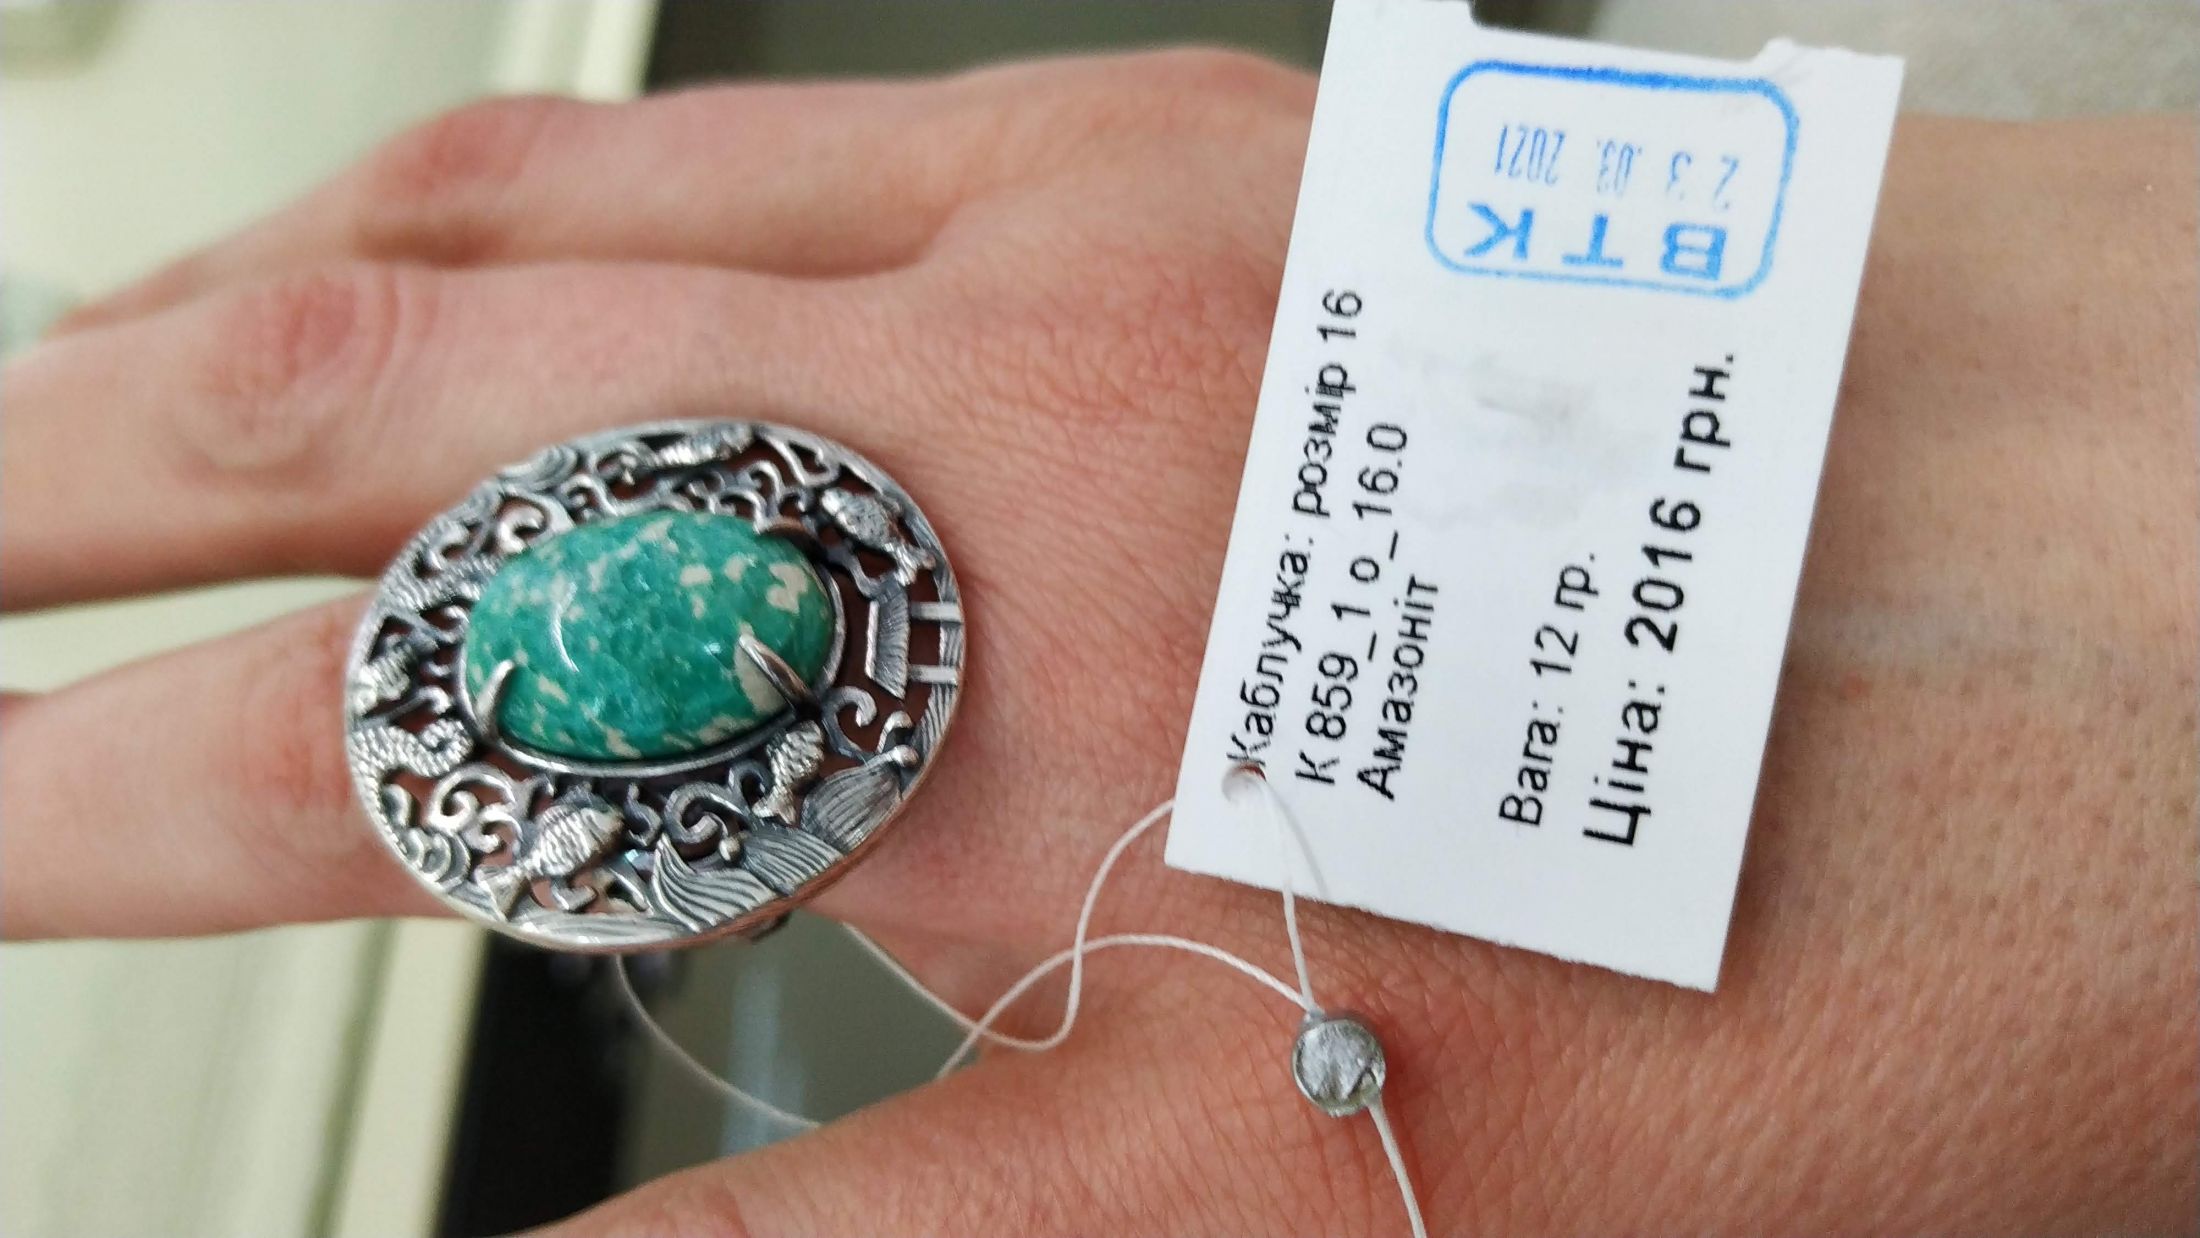 Каблучка: розмір 16
К 859_1 о_16.0
Амазоніт
Вага: 12 гр.
Ціна: 2016 грн.
ВТК
23.03.2021